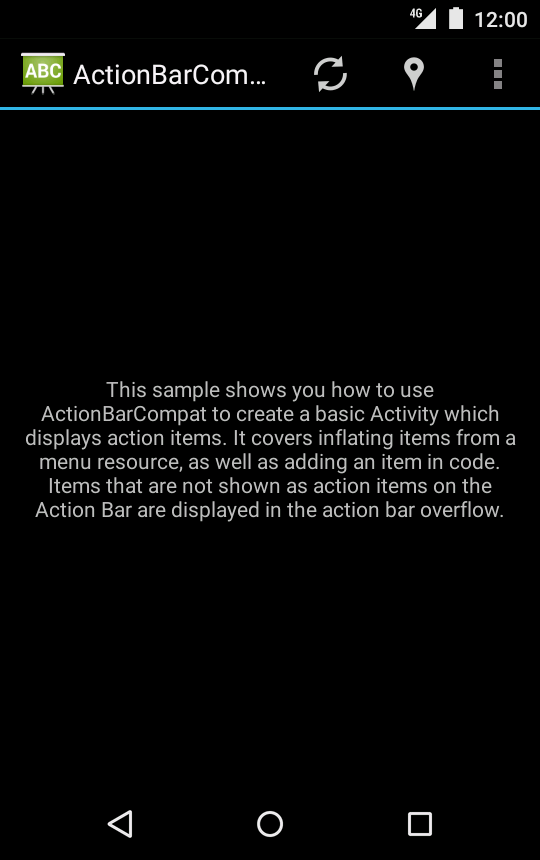 4G 12:00
ABC ActionBarCom...
This sample shows you how to use
ActionBarCompat to create a basic Activity which
displays action items. It covers inflating items from a
menu resource, as well as adding an item in code.
Items that are not shown as action items on the
Action Bar are displayed in the action bar overflow.